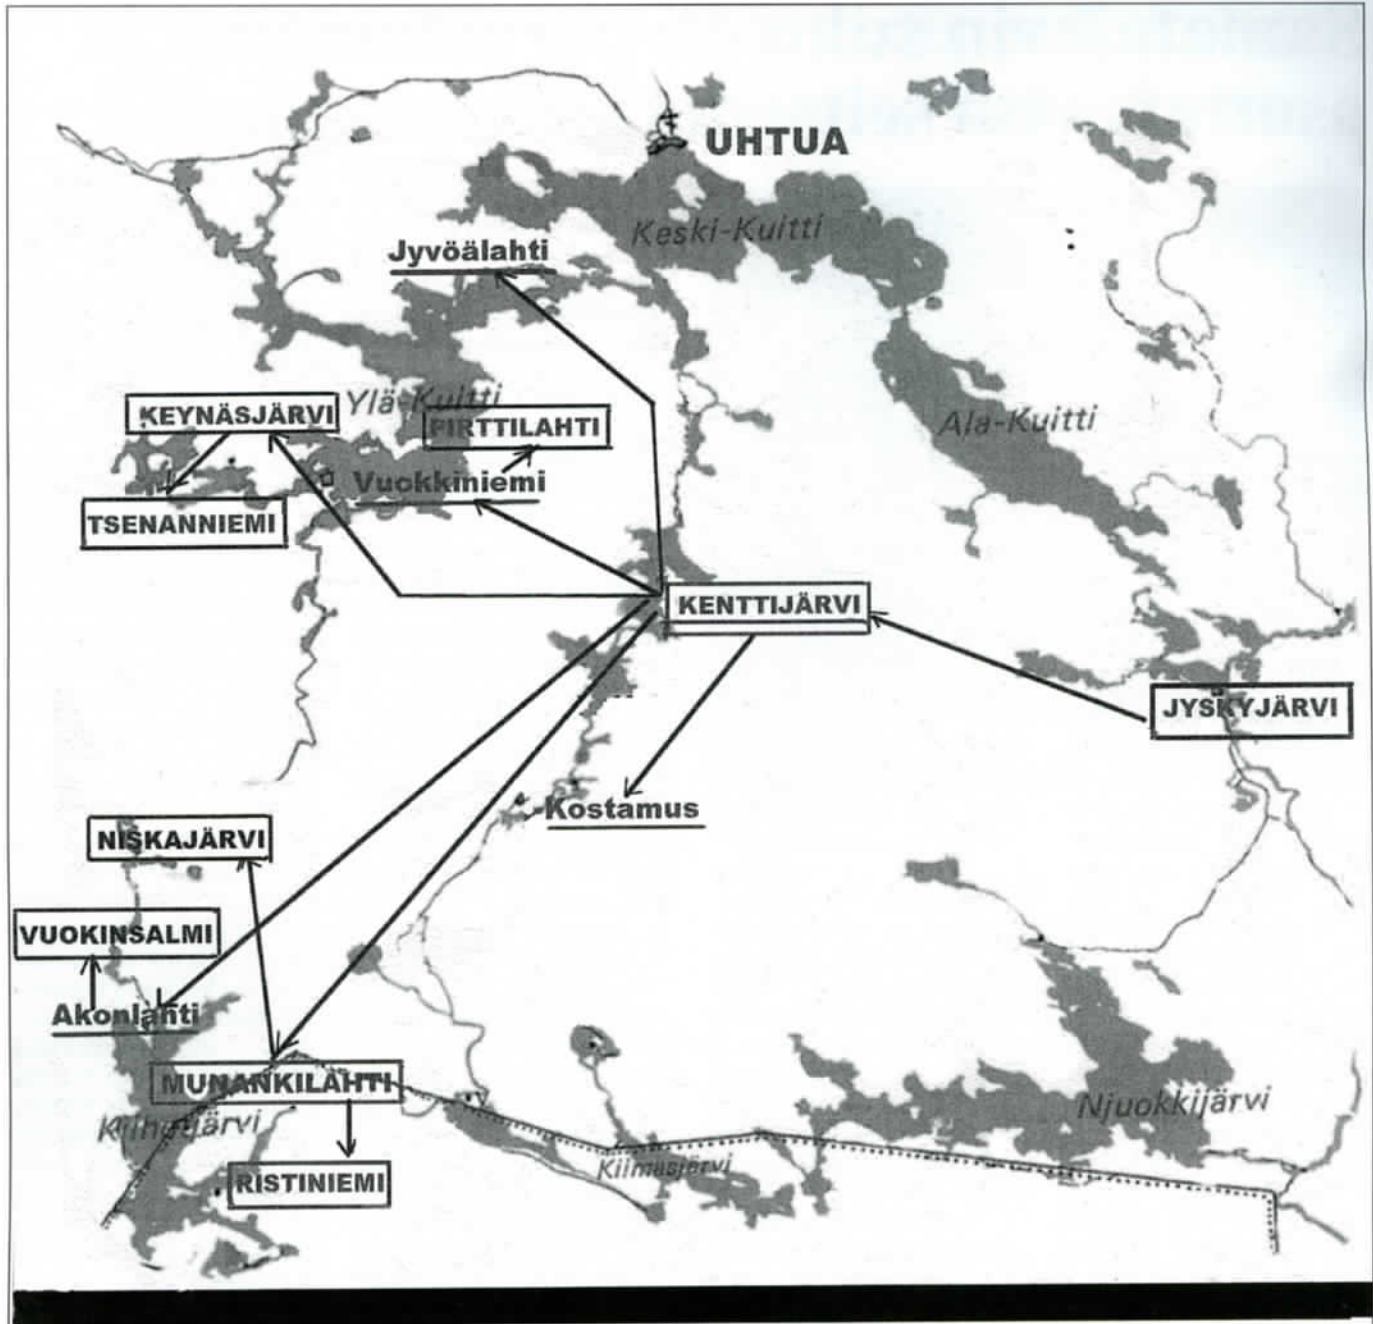 UHTUA
Keski-Kuitti
Jyvöälahti
KEYNÄSJÄRVI
Ylä-Kuitti
PIRTTILAHTI
Ala-Kuitti
Vuokkiniemi
TSENANNIEMI
KENTTIJÄRVI
JYSKYJÄRVI
Kostamus
NISKAJÄRVI
VUOKINSALMI
Akonlahti
MUNANKILAHTI
Njuokkijärvi
Kiimasjärvi
RISTINIEMI